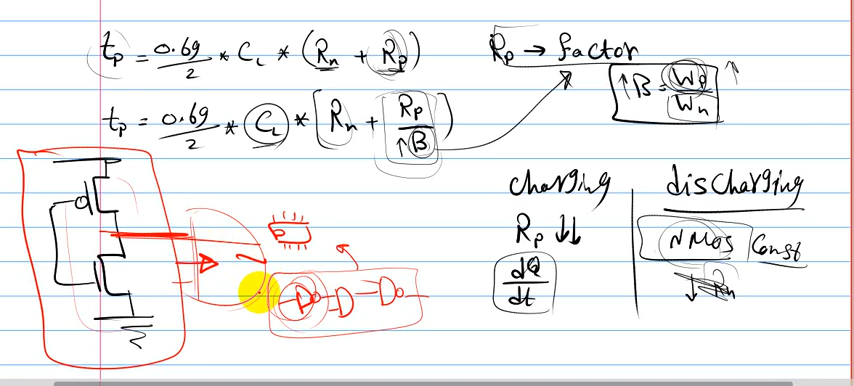 tp = 0.69/2 * CL * (Rn + Rp)
Rp → factor
↑B = Wp/Wn ↑
tp = 0.69/2 * CL * [Rn + Rp/↑B]
charging
discharging
Rp ↓↓
NMOS Const
dQ/dt
↓ Rn